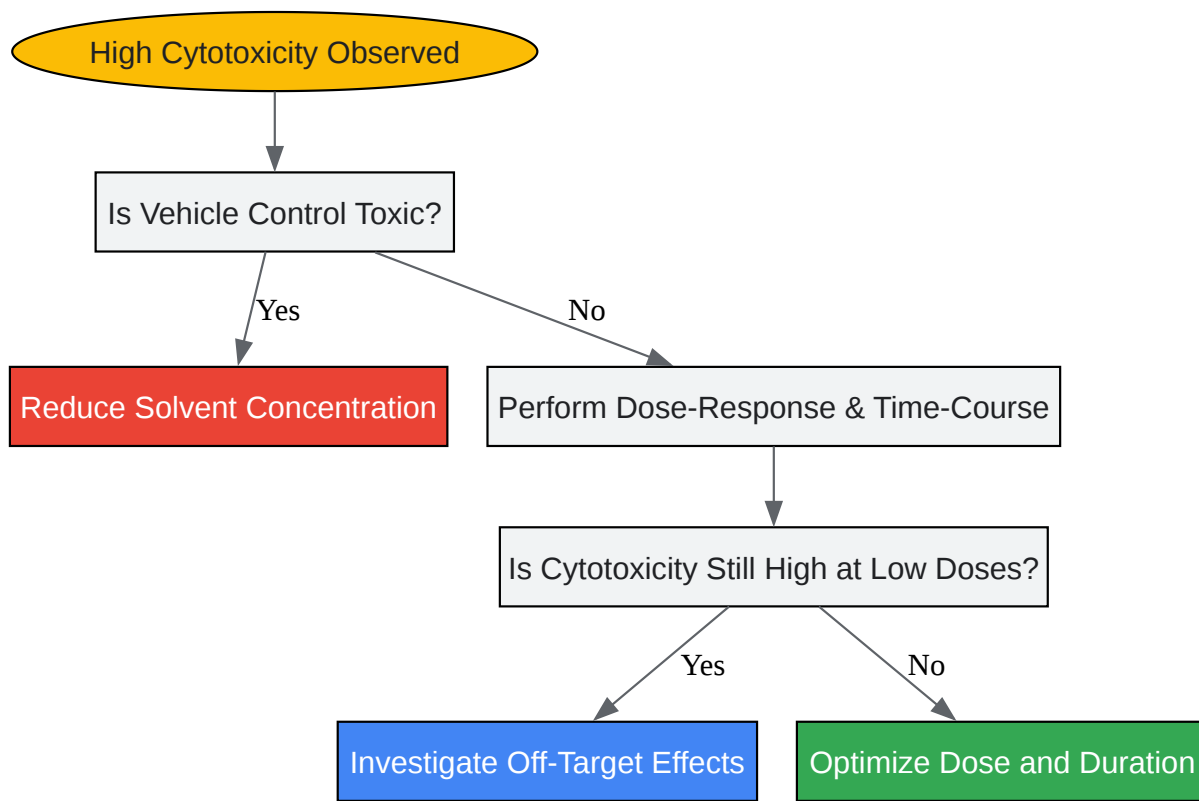 High Cytotoxicity Observed
Is Vehicle Control Toxic?
Yes
No
Reduce Solvent Concentration
Perform Dose-Response & Time-Course
Is Cytotoxicity Still High at Low Doses?
Yes
No
Investigate Off-Target Effects
Optimize Dose and Duration